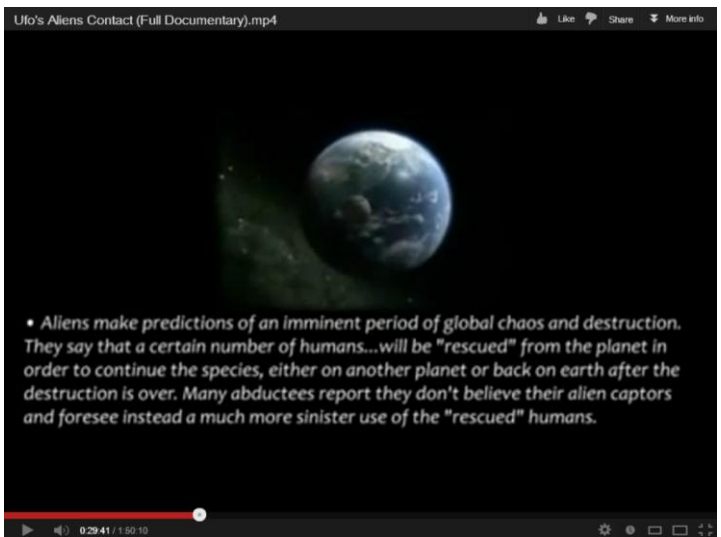 Ufo's Aliens Contact (Full Documentary).mp4
Like
Share
More info
• Aliens make predictions of an imminent period of global chaos and destruction.
They say that a certain number of humans...will be "rescued" from the planet in
order to continue the species, either on another planet or back on earth after the
destruction is over. Many abductees report they don't believe their alien captors
and foresee instead a much more sinister use of the "rescued" humans.
0:29:41 / 1:50:10